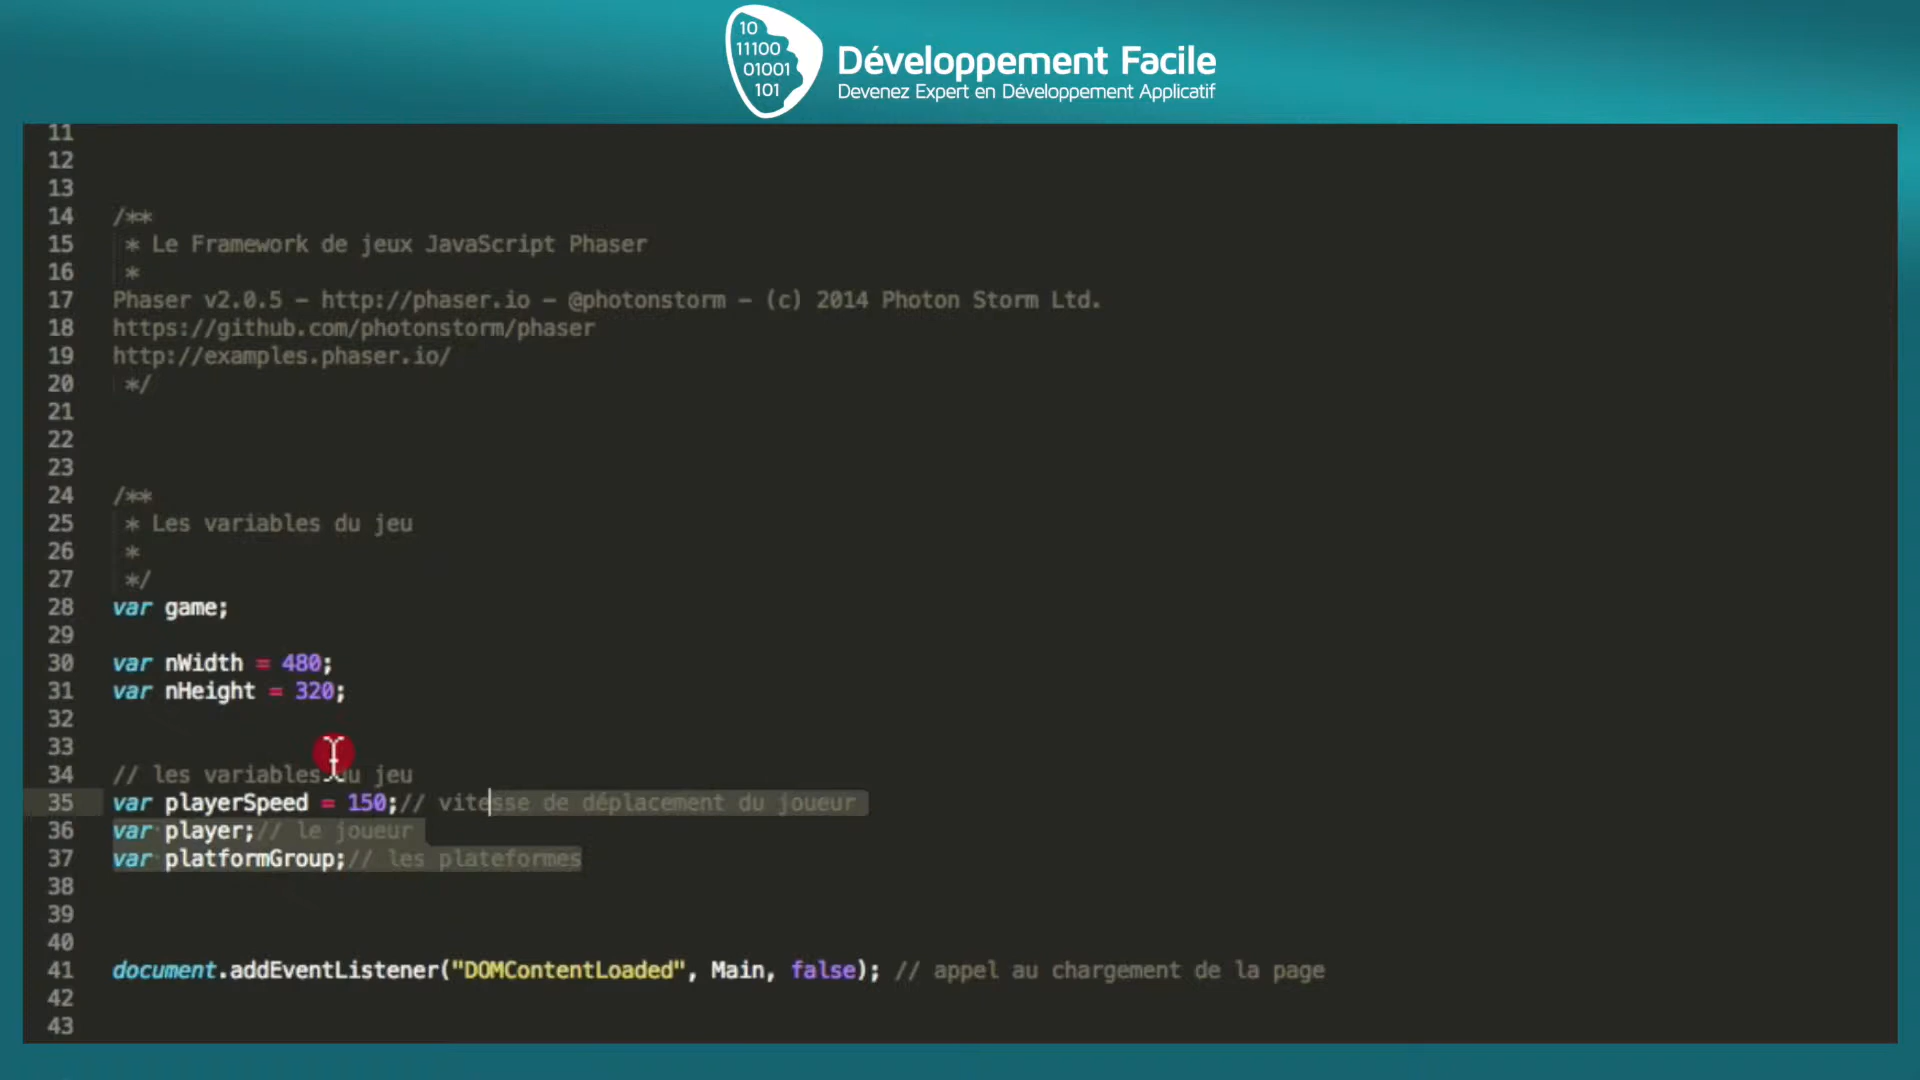 10
11100
01001
101
Développement Facile
Devenez Expert en Développement Applicatif
11
12
13
14 /**
15 * Le Framework de jeux JavaScript Phaser
16 *
17 Phaser v2.0.5 - http://phaser.io - @photonstorm - (c) 2014 Photon Storm Ltd.
18 https://github.com/photonstorm/phaser
19 http://examples.phaser.io/
20 */
21
22
23
24 /**
25 * Les variables du jeu
26 *
27 */
28 var game;
29
30 var nWidth = 480;
31 var nHeight = 320;
32
33
34 // les variables du jeu
35 var playerSpeed = 150;// vitesse de déplacement du joueur
36 var player;// le joueur
37 var platformGroup;// les plateformes
38
39
40
41 document.addEventListener("DOMContentLoaded", Main, false); // appel au chargement de la page
42
43